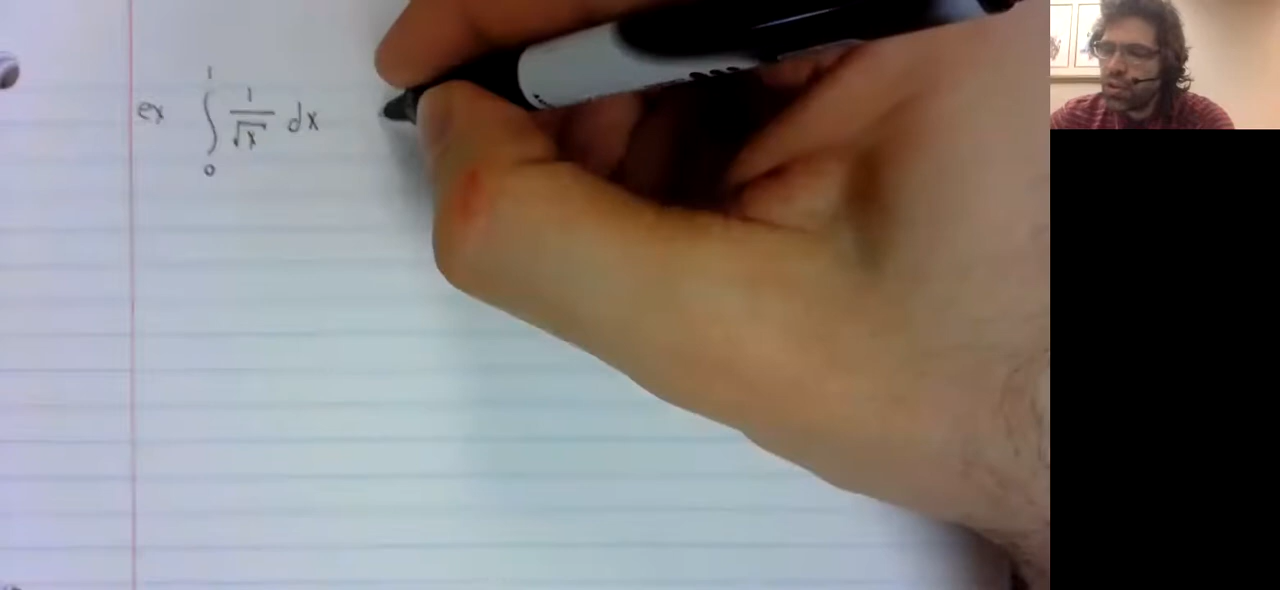 ex ∫₀¹ 1/√x dx